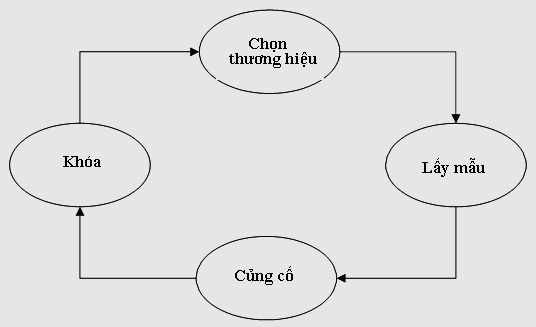 Chọn
thương hiệu
Lấy mẫu
Củng cố
Khóa